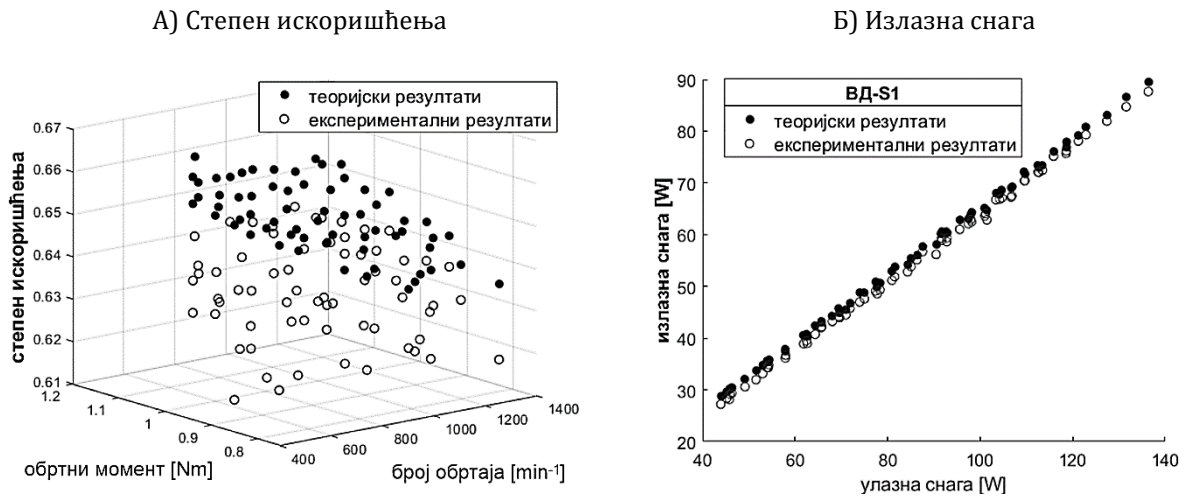 А) Степен искоришћења
теоријски резултати
експериментални резултати
степен искоришћења
0.67
0.66
0.65
0.64
0.63
0.62
0.61
1.2
1.1
1
0.9
0.8
обртни момент [Nm]
400
600
800
1000
1200
1400
број обртаја [min⁻¹]
Б) Излазна снага
ВД-S1
теоријски резултати
експериментални резултати
излазна снага [W]
90
80
70
60
50
40
30
20
40
60
80
100
120
140
улазна снага [W]